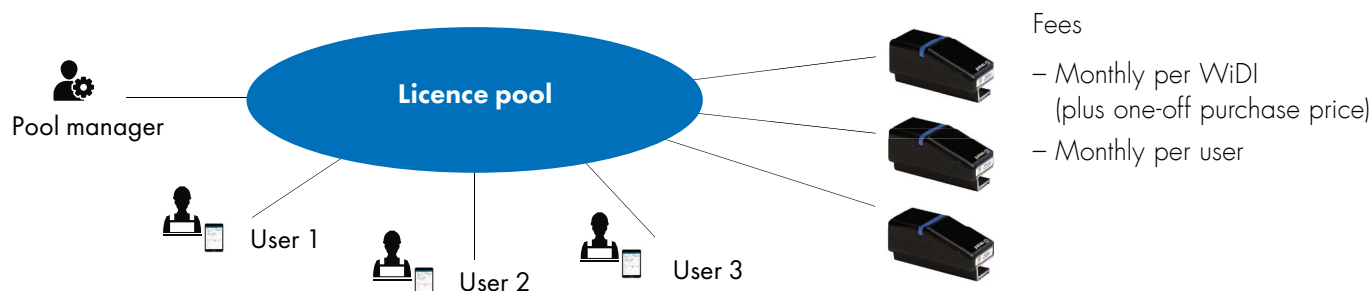 Fees
– Monthly per WiDI
(plus one-off purchase price)
– Monthly per user
Licence pool
Pool manager
User 1
User 2
User 3